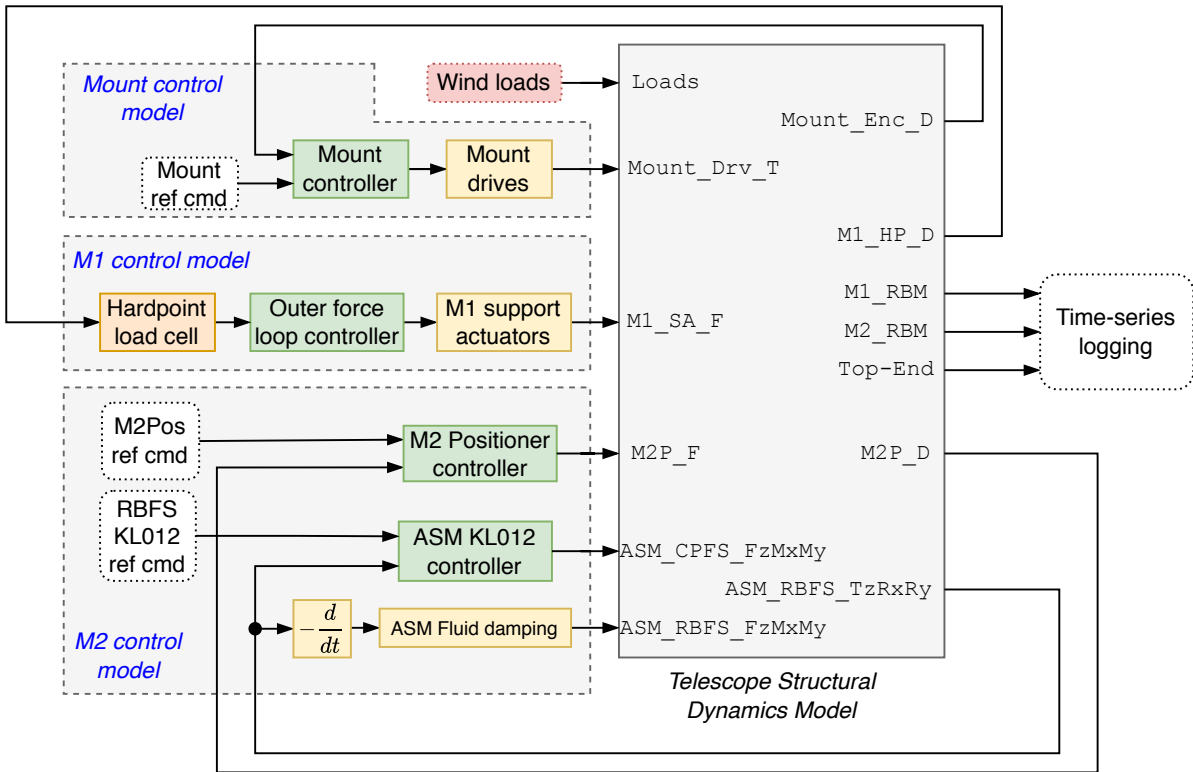 Mount control
model
Wind loads
Loads
Mount_Enc_D
Mount
ref cmd
Mount
controller
Mount
drives
Mount_Drv_T
M1 control model
M1_HP_D
Hardpoint
load cell
Outer force
loop controller
M1 support
actuators
M1_SA_F
M1_RBM
M2_RBM
Top-End
Time-series
logging
M2Pos
ref cmd
M2 Positioner
controller
M2P_F
M2P_D
RBFS
KL012
ref cmd
ASM KL012
controller
ASM_CPFS_FzMxMy
ASM_RBFS_TzRxRy
M2 control
model
−d/dt
ASM Fluid damping
ASM_RBFS_FzMxMy
Telescope Structural
Dynamics Model